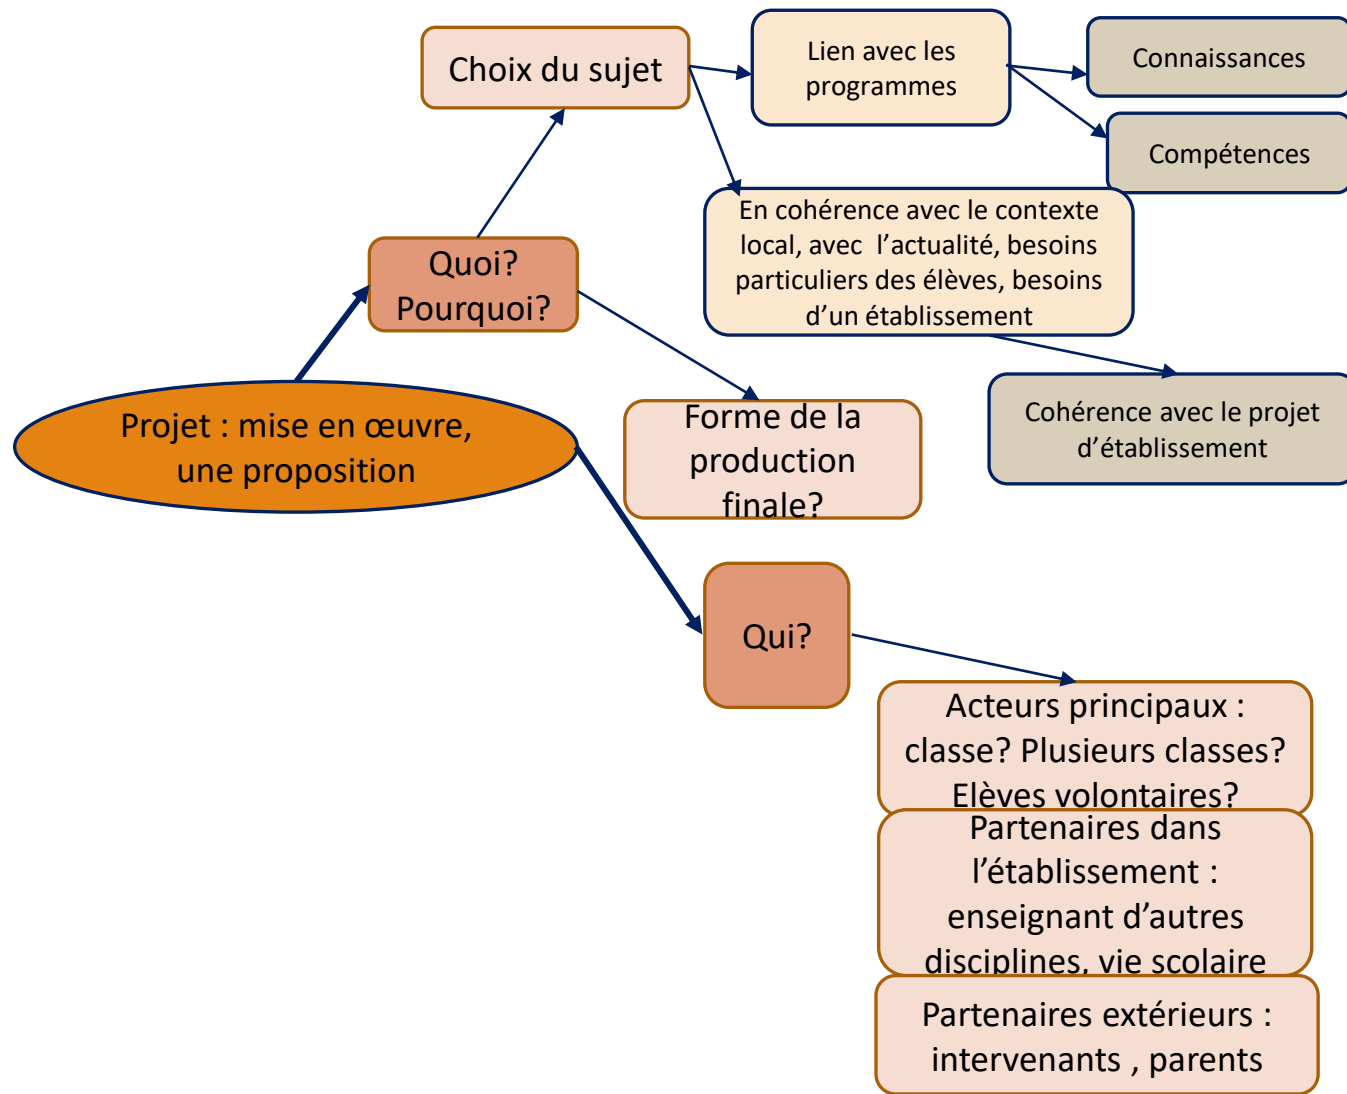 Choix du sujet
Lien avec les
programmes
Connaissances
Compétences
En cohérence avec le contexte
local, avec l’actualité, besoins
particuliers des élèves, besoins
d’un établissement
Quoi?
Pourquoi?
Cohérence avec le projet
d’établissement
Projet : mise en œuvre,
une proposition
Forme de la
production
finale?
Qui?
Acteurs principaux :
classe? Plusieurs classes?
Elèves volontaires?
Partenaires dans
l’établissement :
enseignant d’autres
disciplines, vie scolaire
Partenaires extérieurs :
intervenants , parents